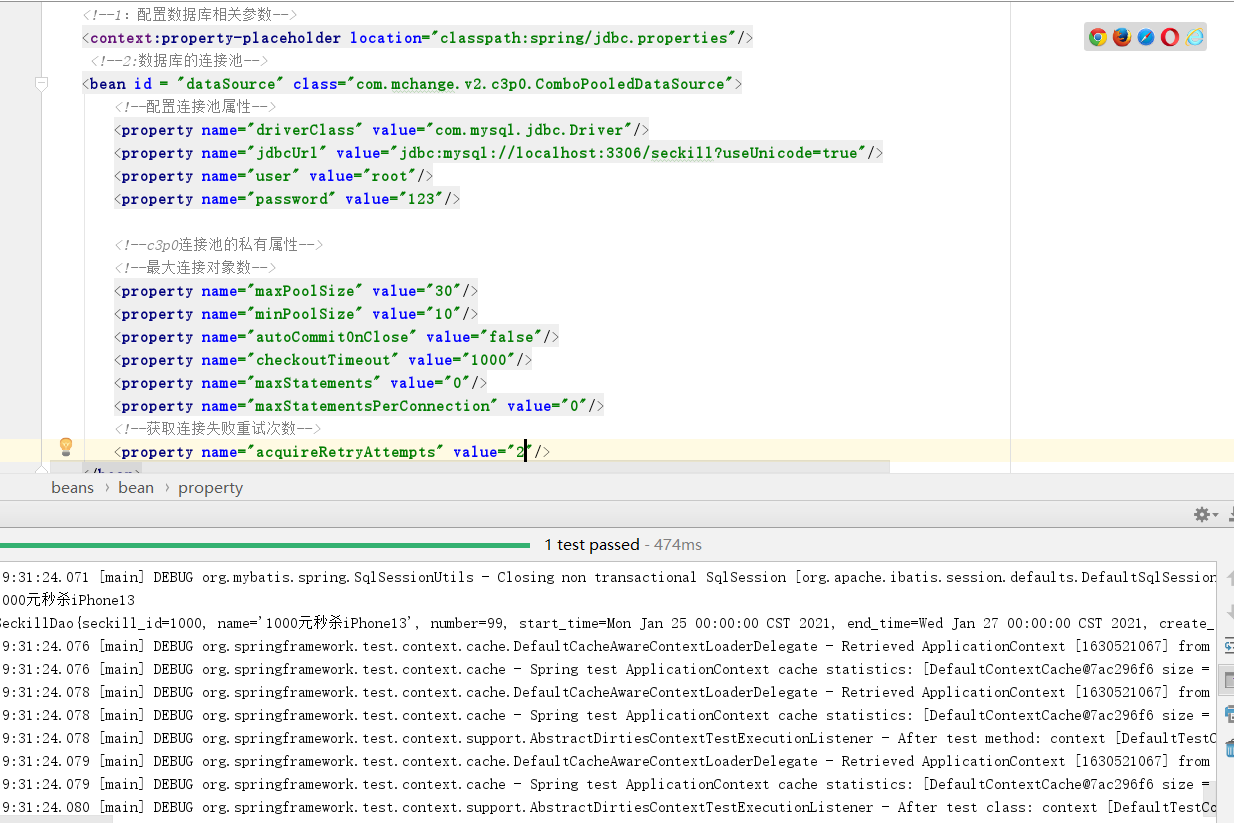 <!--1：配置数据库相关参数-->
<context:property-placeholder location="classpath:spring/jdbc.properties"/>
<!--2:数据库的连接池-->
<bean id = "dataSource" class="com.mchange.v2.c3p0.ComboPooledDataSource">
<!--配置连接池属性-->
<property name="driverClass" value="com.mysql.jdbc.Driver"/>
<property name="jdbcUrl" value="jdbc:mysql://localhost:3306/seckill?useUnicode=true"/>
<property name="user" value="root"/>
<property name="password" value="123"/>
<!--c3p0连接池的私有属性-->
<!--最大连接对象数-->
<property name="maxPoolSize" value="30"/>
<property name="minPoolSize" value="10"/>
<property name="autoCommitOnClose" value="false"/>
<property name="checkoutTimeout" value="1000"/>
<property name="maxStatements" value="0"/>
<property name="maxStatementsPerConnection" value="0"/>
<!--获取连接失败重试次数-->
<property name="acquireRetryAttempts" value="2"/>
beans › bean › property
1 test passed - 474ms
9:31:24.071 [main] DEBUG org.mybatis.spring.SqlSessionUtils - Closing non transactional SqlSession [org.apache.ibatis.session.defaults.DefaultSqlSession
000元秒杀iPhone13
SeckillDao{seckill_id=1000, name='1000元秒杀iPhone13', number=99, start_time=Mon Jan 25 00:00:00 CST 2021, end_time=Wed Jan 27 00:00:00 CST 2021, create_
9:31:24.076 [main] DEBUG org.springframework.test.context.cache.DefaultCacheAwareContextLoaderDelegate - Retrieved ApplicationContext [1630521067] from
9:31:24.076 [main] DEBUG org.springframework.test.context.cache - Spring test ApplicationContext cache statistics: [DefaultContextCache@7ac296f6 size =
9:31:24.078 [main] DEBUG org.springframework.test.context.cache.DefaultCacheAwareContextLoaderDelegate - Retrieved ApplicationContext [1630521067] from
9:31:24.078 [main] DEBUG org.springframework.test.context.cache - Spring test ApplicationContext cache statistics: [DefaultContextCache@7ac296f6 size =
9:31:24.078 [main] DEBUG org.springframework.test.context.support.AbstractDirtiesContextTestExecutionListener - After test method: context [DefaultTestC
9:31:24.079 [main] DEBUG org.springframework.test.context.cache.DefaultCacheAwareContextLoaderDelegate - Retrieved ApplicationContext [1630521067] from
9:31:24.079 [main] DEBUG org.springframework.test.context.cache - Spring test ApplicationContext cache statistics: [DefaultContextCache@7ac296f6 size =
9:31:24.080 [main] DEBUG org.springframework.test.context.support.AbstractDirtiesContextTestExecutionListener - After test class: context [DefaultTestCo